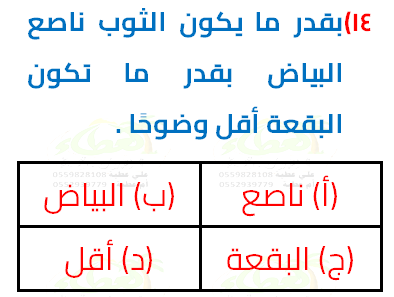 ١٤) بقدر ما يكون الثوب ناصع
البياض بقدر ما تكون
البقعة أقل وضوحًا .
(أ) ناصع
(ب) البياض
(ج) البقعة
(د) أقل